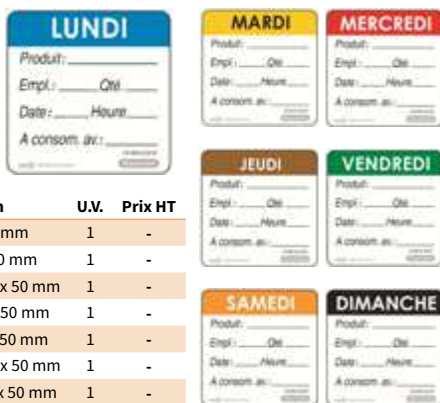 LUNDI
Produit:
Empl.: Qté
Date: Heure
A consom. av.:
MARDI
Produit:
Empl.: Qté
Date: Heure
A consom. av.:
MERCREDI
Produit:
Empl.: Qté
Date: Heure
A consom. av.:
JEUDI
Produit:
Empl.: Qté
Date: Heure
A consom. av.:
VENDREDI
Produit:
Empl.: Qté
Date: Heure
A consom. av.:
SAMEDI
Produit:
Empl.: Qté
Date: Heure
A consom. av.:
DIMANCHE
Produit:
Empl.: Qté
Date: Heure
A consom. av.:
U.V. Prix HT
mm 1 -
0 mm 1 -
x 50 mm 1 -
50 mm 1 -
50 mm 1 -
x 50 mm 1 -
x 50 mm 1 -